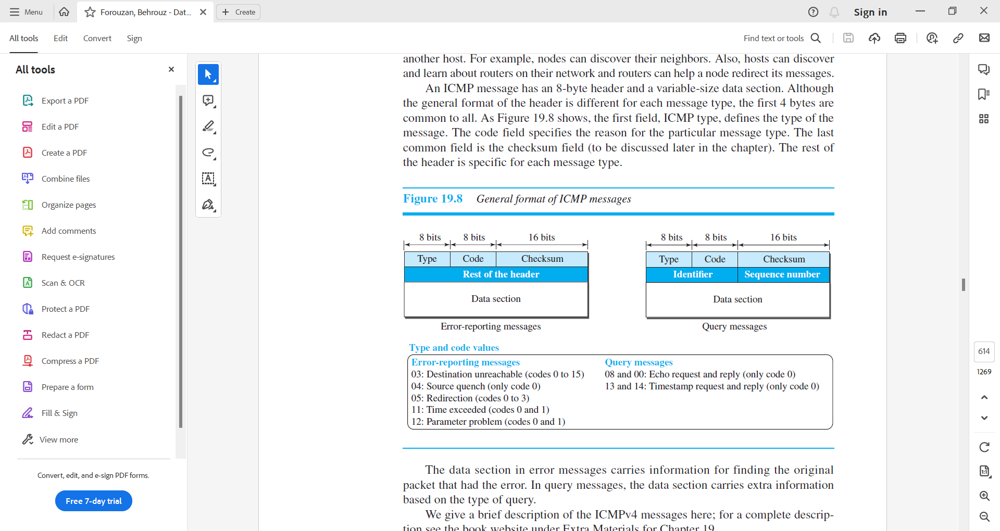 Menu
Forouzan, Behrouz - Dat...
Create
Sign in
All tools
Edit
Convert
Sign
Find text or tools
All tools
Export a PDF
Edit a PDF
Create a PDF
Combine files
Organize pages
Add comments
Request e-signatures
Scan & OCR
Protect a PDF
Redact a PDF
Compress a PDF
Prepare a form
Fill & Sign
View more
Convert, edit, and e-sign PDF forms.
Free 7-day trial
another host. For example, nodes can discover their neighbors. Also, hosts can discover
and learn about routers on their network and routers can help a node redirect its messages.
An ICMP message has an 8-byte header and a variable-size data section. Although
the general format of the header is different for each message type, the first 4 bytes are
common to all. As Figure 19.8 shows, the first field, ICMP type, defines the type of the
message. The code field specifies the reason for the particular message type. The last
common field is the checksum field (to be discussed later in the chapter). The rest of
the header is specific for each message type.
Figure 19.8 General format of ICMP messages
8 bits 8 bits 16 bits
Type Code Checksum
Rest of the header
Data section
Error-reporting messages
8 bits 8 bits 16 bits
Type Code Checksum
Identifier Sequence number
Data section
Query messages
Type and code values
Error-reporting messages
03: Destination unreachable (codes 0 to 15)
04: Source quench (only code 0)
05: Redirection (codes 0 to 3)
11: Time exceeded (codes 0 and 1)
12: Parameter problem (codes 0 and 1)
Query messages
08 and 00: Echo request and reply (only code 0)
13 and 14: Timestamp request and reply (only code 0)
The data section in error messages carries information for finding the original
packet that had the error. In query messages, the data section carries extra information
based on the type of query.
We give a brief description of the ICMPv4 messages here; for a complete descrip-
tion see the book website under Extra Materials for Chapter 19.
614
1269
1:1